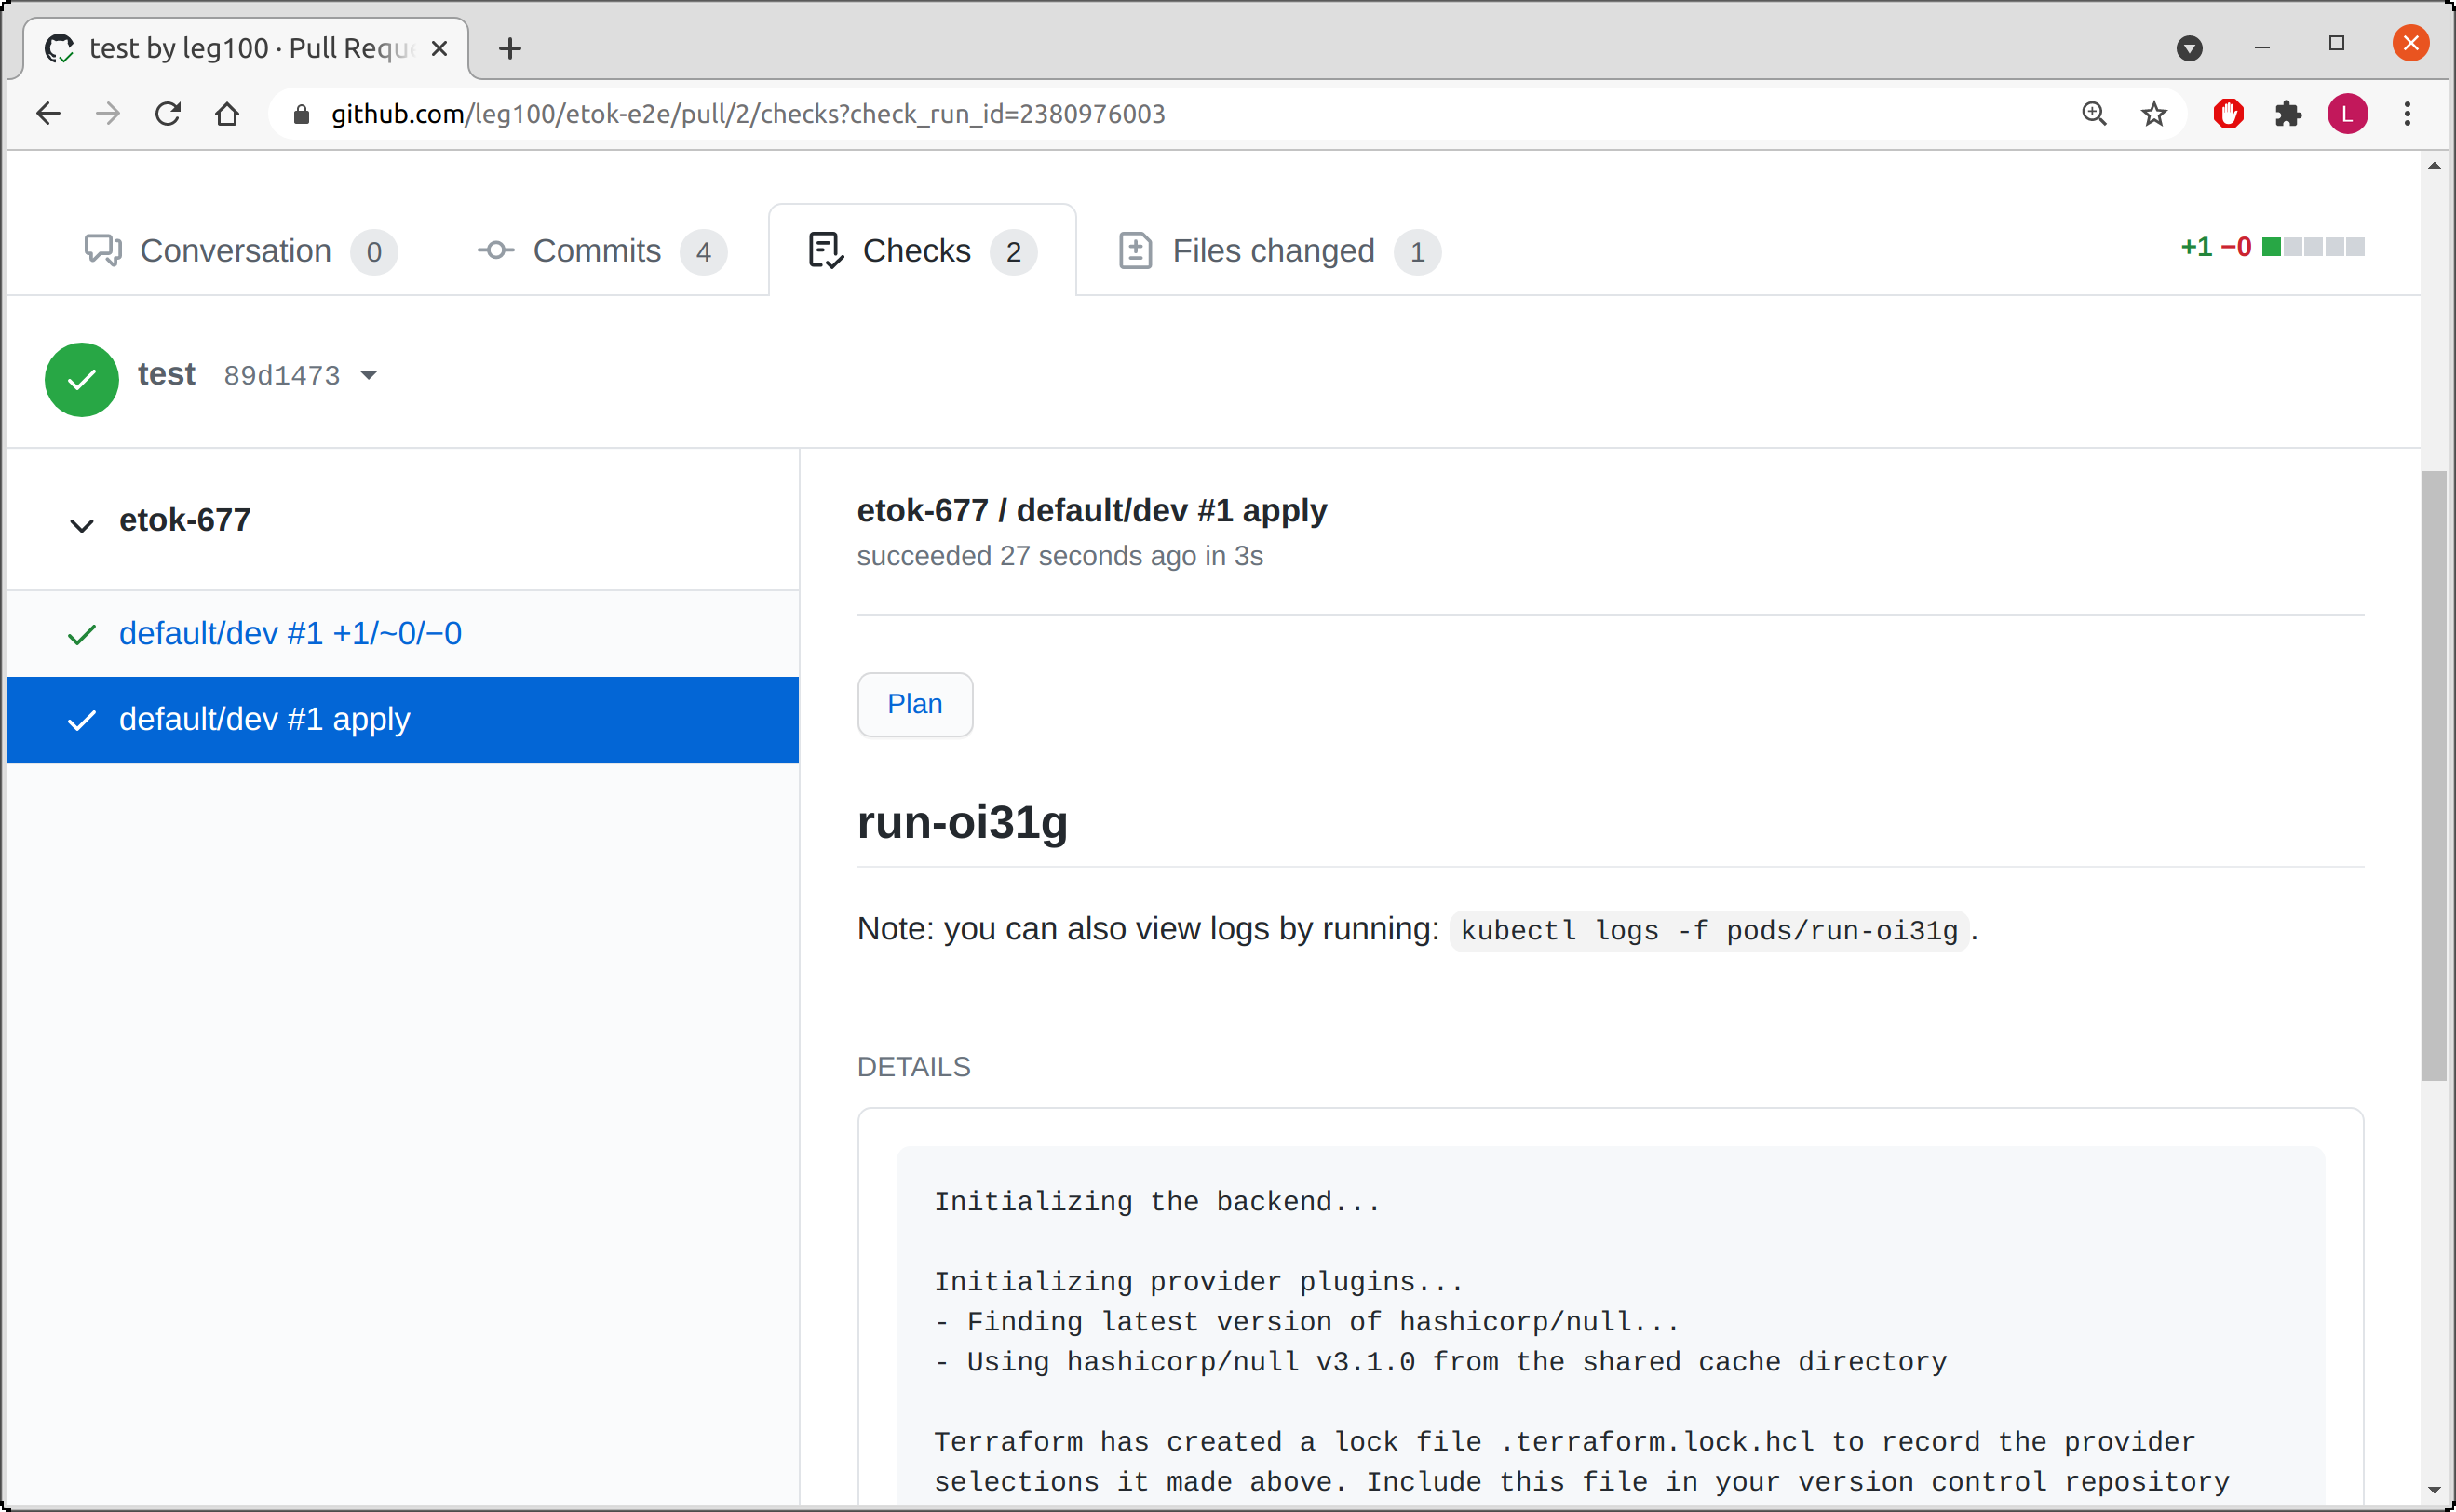 test by leg100 · Pull Reque
github.com/leg100/etok-e2e/pull/2/checks?check_run_id=2380976003
L
Conversation 0
Commits 4
Checks 2
Files changed 1
+1 −0
test 89d1473
etok-677
default/dev #1 +1/~0/−0
default/dev #1 apply
etok-677 / default/dev #1 apply
succeeded 27 seconds ago in 3s
Plan
run-oi31g
Note: you can also view logs by running: kubectl logs -f pods/run-oi31g.
DETAILS
Initializing the backend...
Initializing provider plugins...
- Finding latest version of hashicorp/null...
- Using hashicorp/null v3.1.0 from the shared cache directory
Terraform has created a lock file .terraform.lock.hcl to record the provider
selections it made above. Include this file in your version control repository